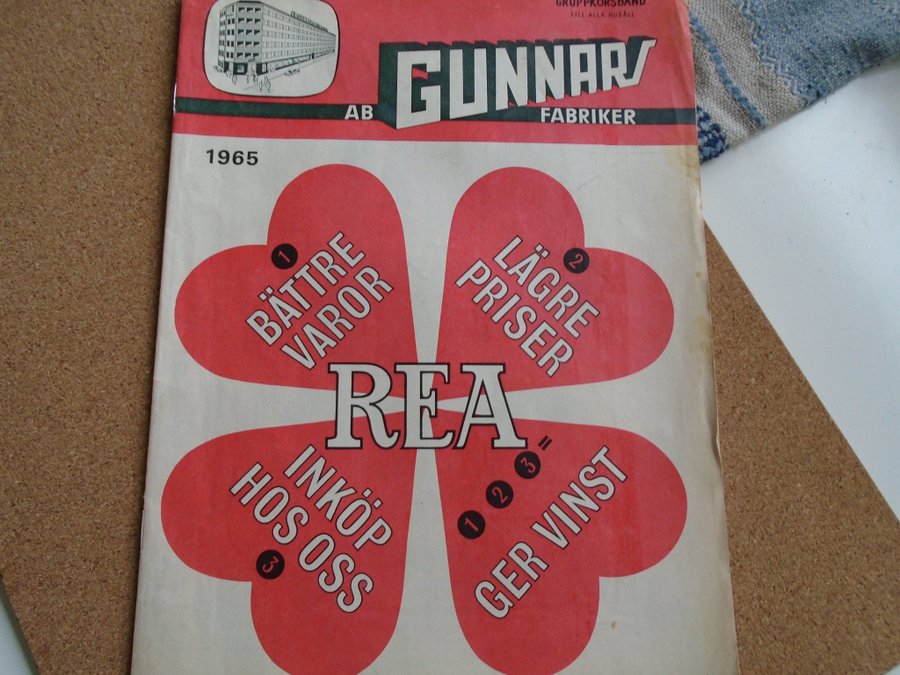 GRUPPKORSBAND
TILL ALLA HUSÅLL
AB GUNNARS
FABRIKER
1965
1
BÄTTRE
VAROR
2
LÄGRE
PRISER
REA
INKÖP
HOS OSS
3
1 2 3 =
GER VINST